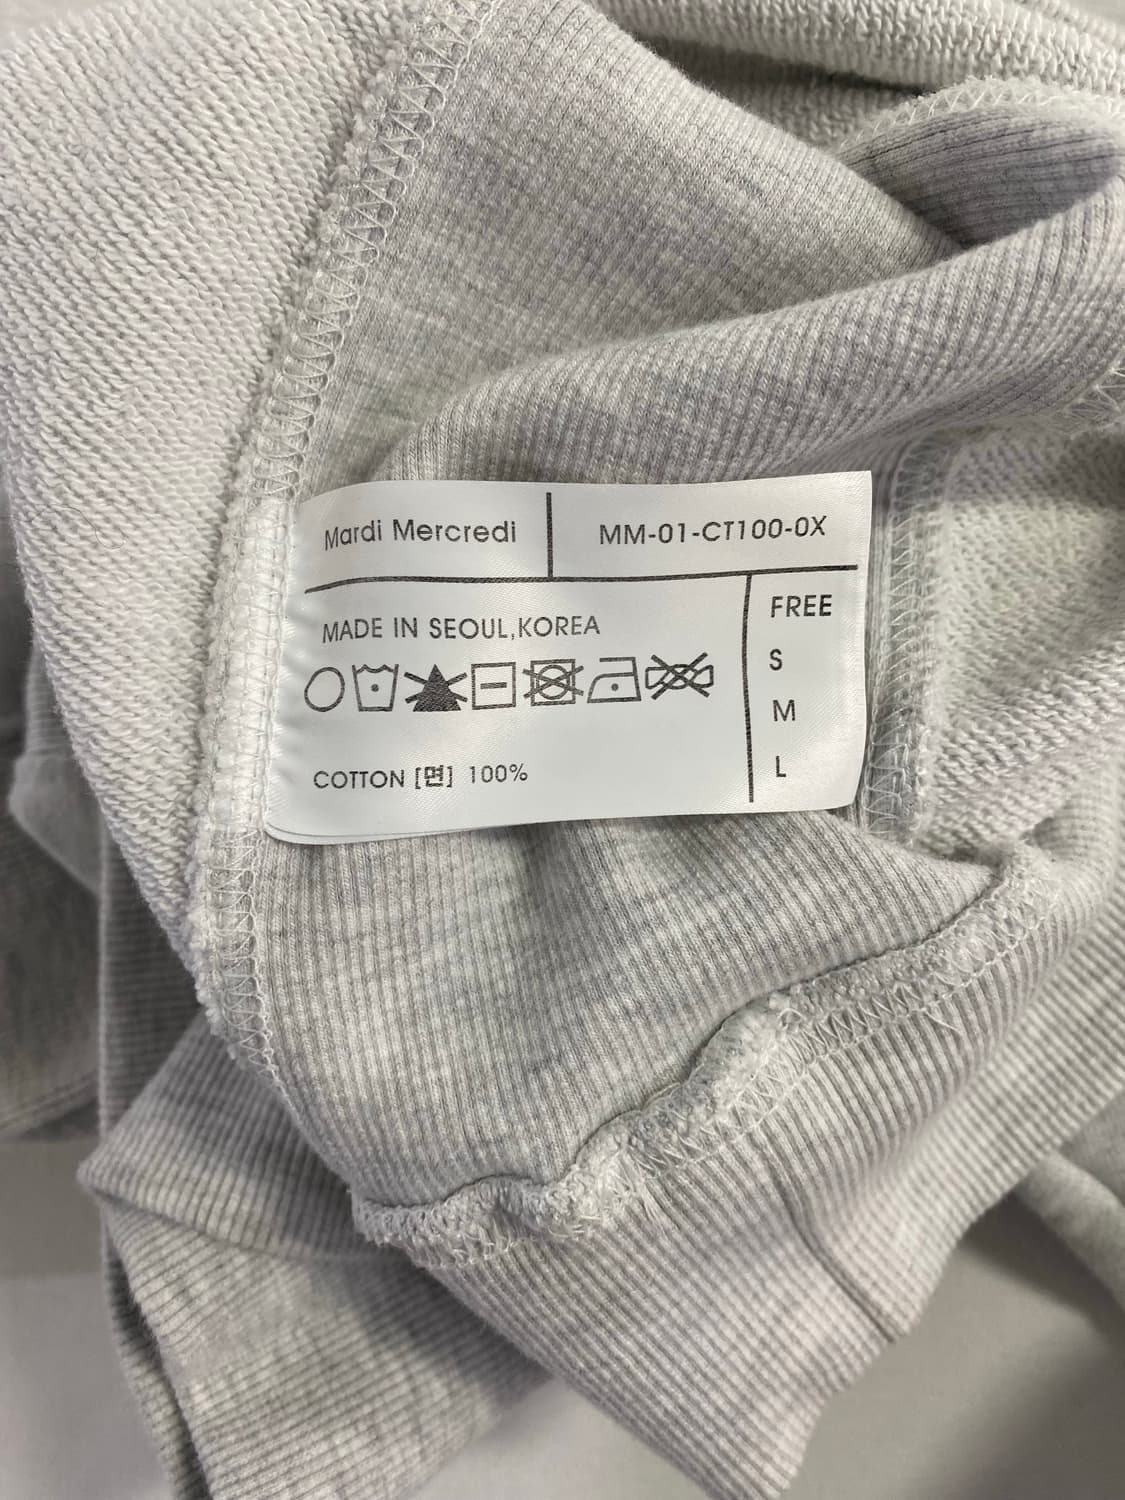 Mardi Mercredi
MM-01-CT100-0X
MADE IN SEOUL,KOREA
COTTON [면] 100%
FREE
S
M
L